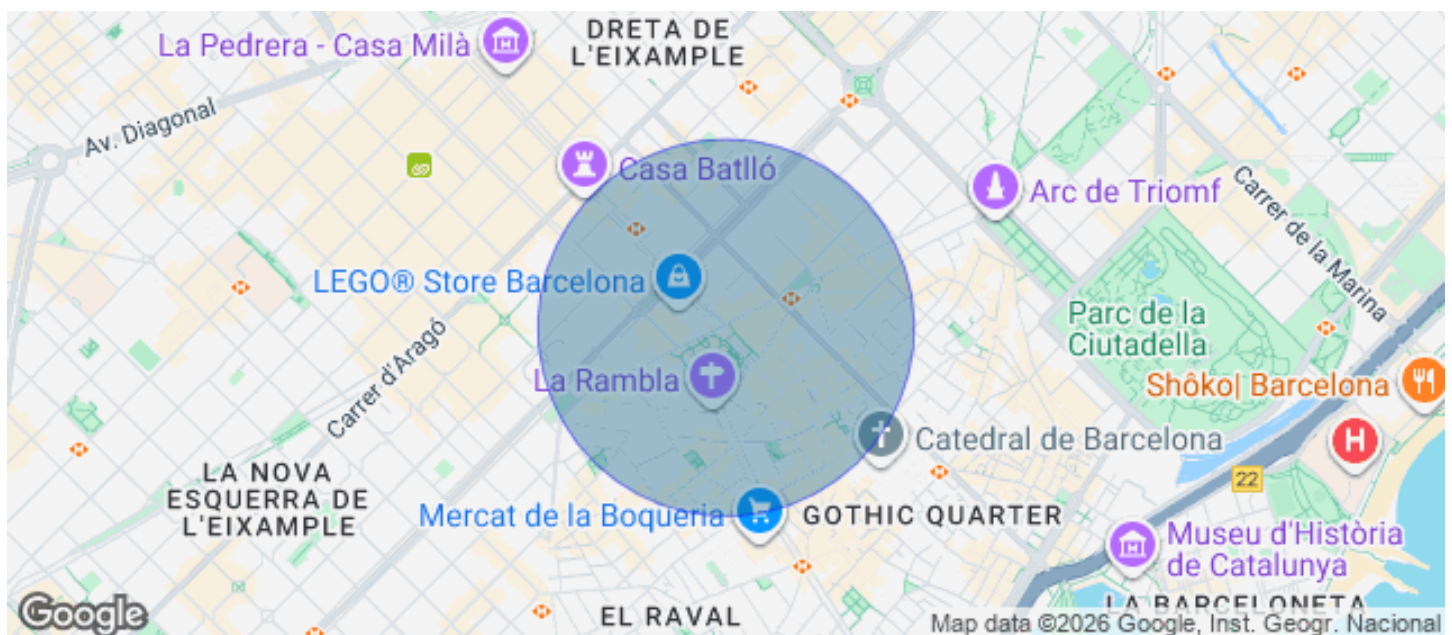 La Pedrera - Casa Milà
DRETA DE
L'EIXAMPLE
Av. Diagonal
Casa Batlló
Arc de Triomf
Carrer de la Marina
LEGO® Store Barcelona
Parc de la
Ciutadella
Carrer d'Aragó
La Rambla
Shôko| Barcelona
Catedral de Barcelona
H
LA NOVA
ESQUERRA DE
L'EIXAMPLE
22
Mercat de la Boqueria
GOTHIC QUARTER
Museu d'Història
de Catalunya
LA BARCELONETA
EL RAVAL
Google
Map data ©2026 Google, Inst. Geogr. Nacional